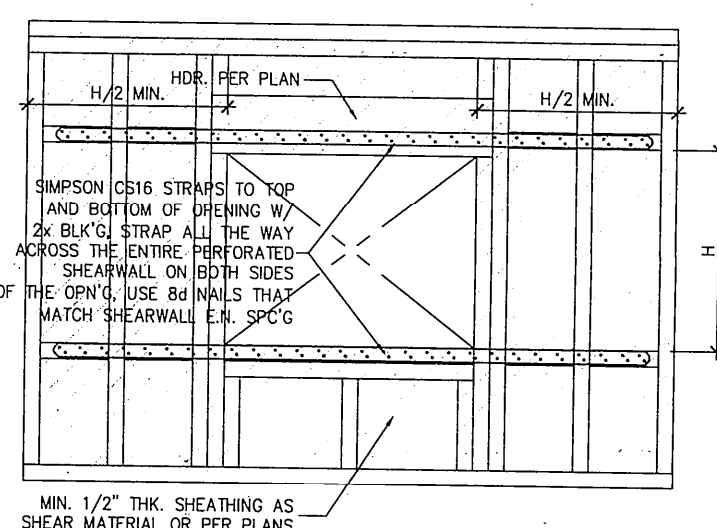 HDR. PER PLAN
H/2 MIN.
H/2 MIN.
SIMPSON CS16 STRAPS TO TOP
AND BOTTOM OF OPENING W/
2x BLK'G, STRAP ALL THE WAY
ACROSS THE ENTIRE PERFORATED
SHEARWALL ON BOTH SIDES
OF THE OPN'G, USE 8d NAILS THAT
MATCH SHEARWALL E.N. SPC'G
H
MIN. 1/2" THK. SHEATHING AS
SHEAR MATERIAL OR PER PLANS